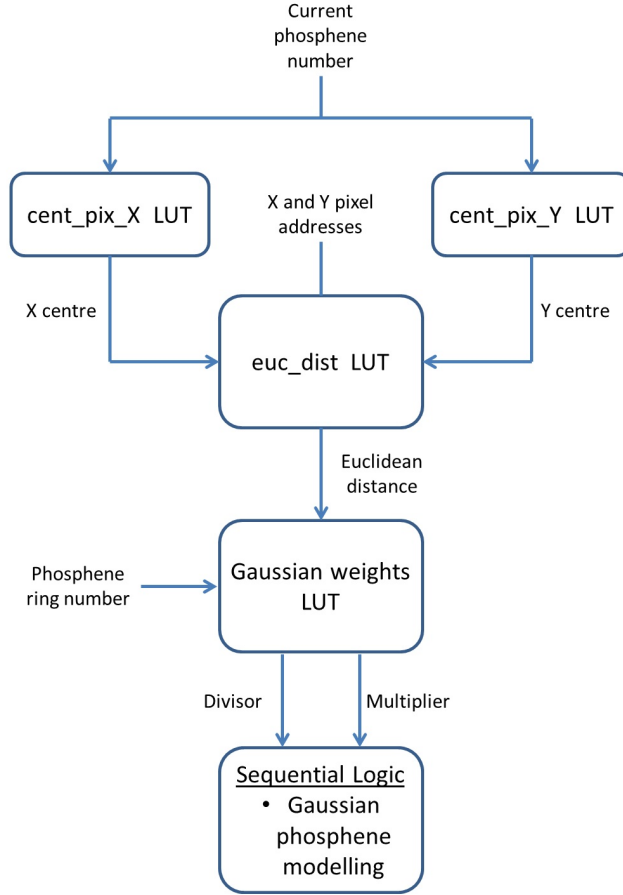 Current
phosphene
number
cent_pix_X LUT
X and Y pixel
addresses
cent_pix_Y LUT
X centre
Y centre
euc_dist LUT
Euclidean
distance
Phosphene
ring number
Gaussian weights
LUT
Divisor
Multiplier
Sequential Logic
• Gaussian
phosphene
modelling